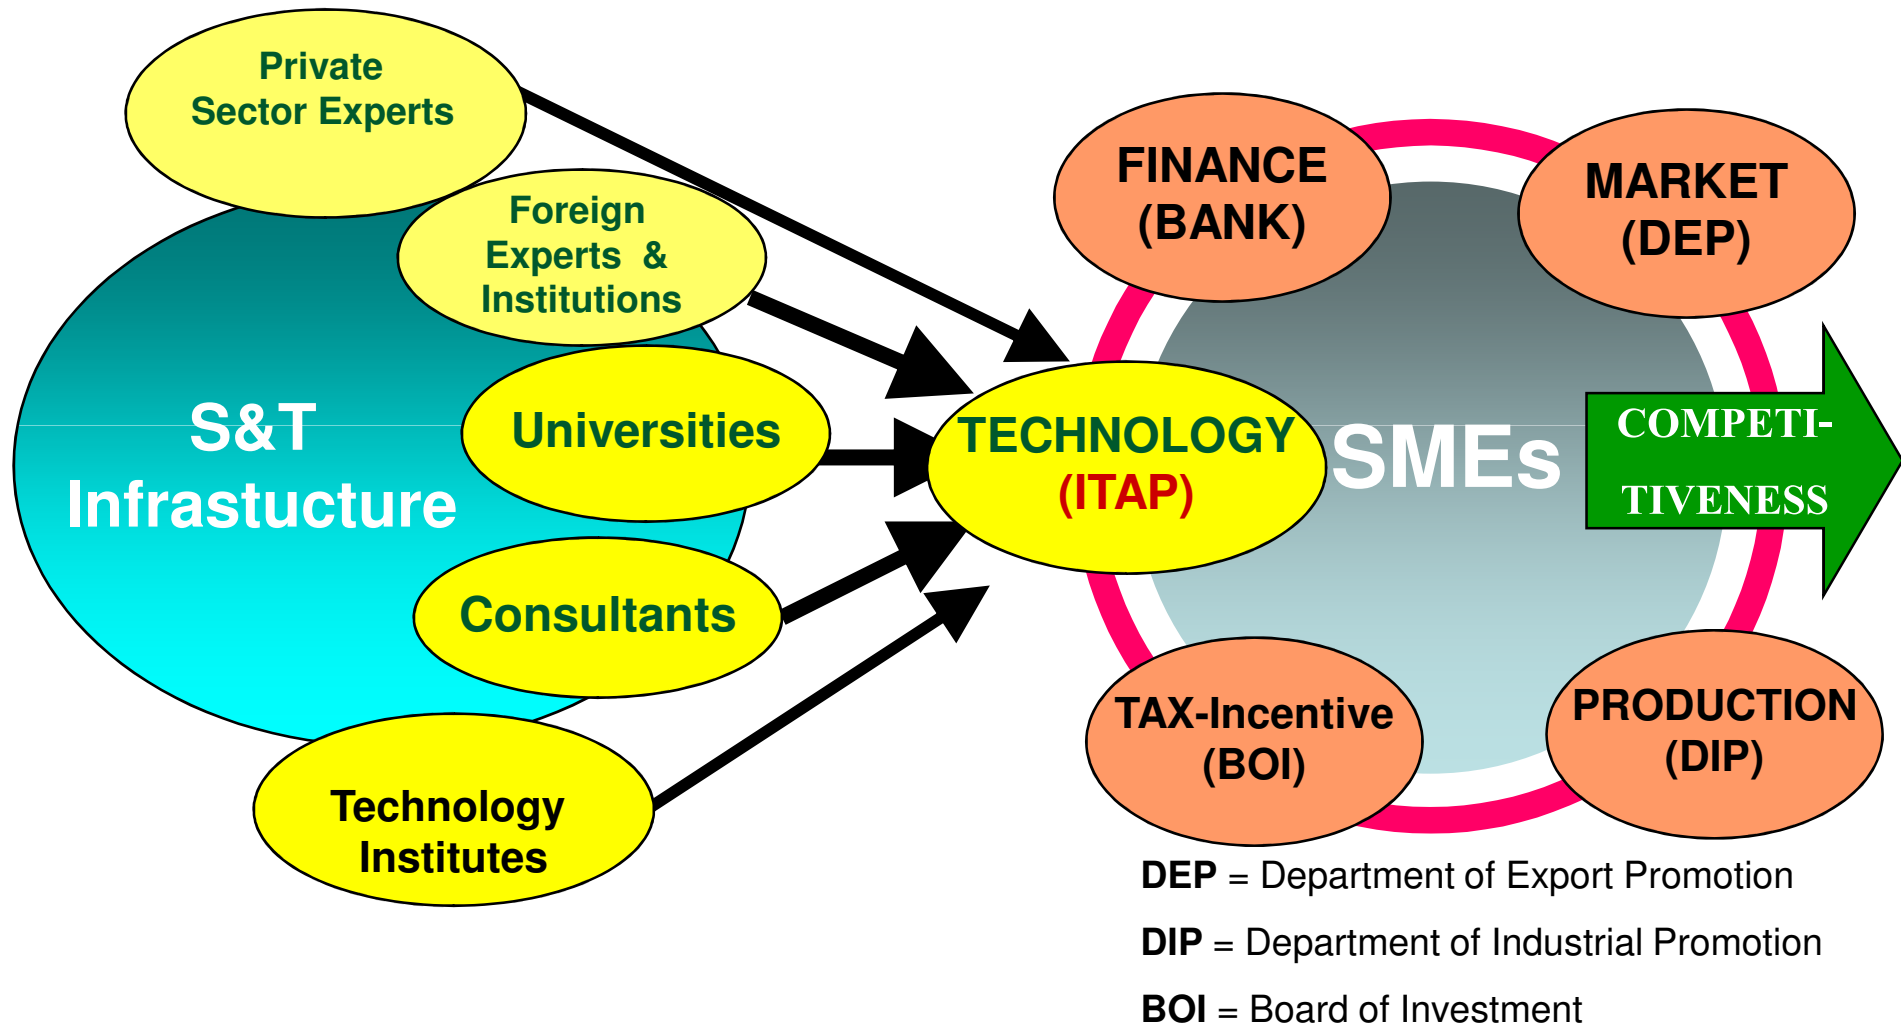 Private
Sector Experts
Foreign
Experts &
Institutions
Universities
Consultants
Technology
Institutes
S&T
Infrastucture
TECHNOLOGY
(ITAP)
FINANCE
(BANK)
MARKET
(DEP)
SMEs
COMPETI-
TIVENESS
TAX-Incentive
(BOI)
PRODUCTION
(DIP)
DEP = Department of Export Promotion
DIP = Department of Industrial Promotion
BOI = Board of Investment